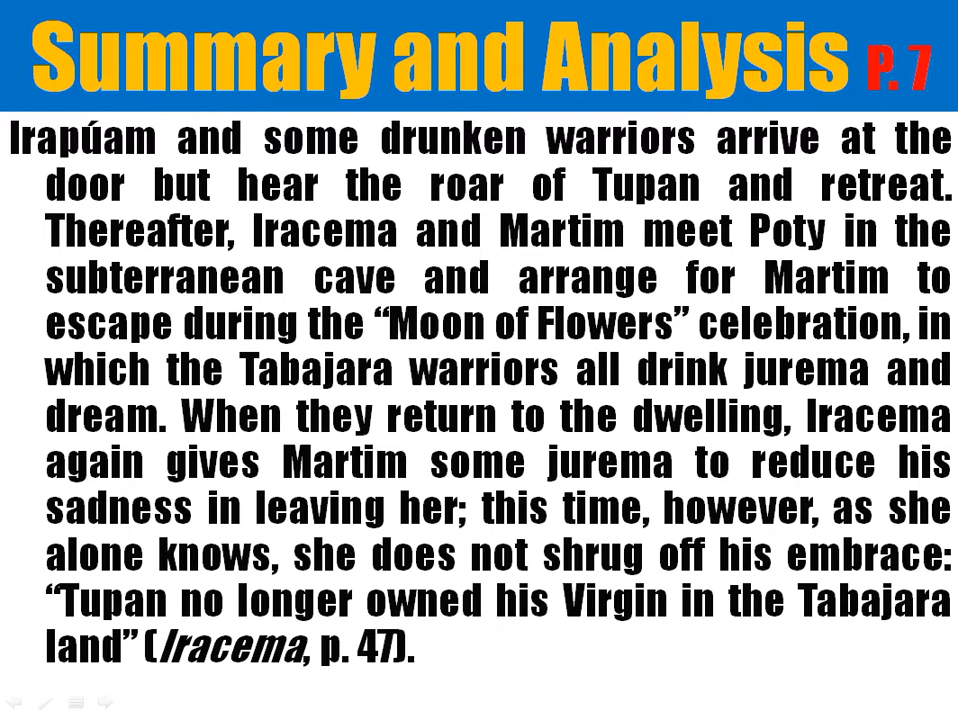 Summary and Analysis P. 7
Irapúam and some drunken warriors arrive at the
door but hear the roar of Tupan and retreat.
Thereafter, Iracema and Martim meet Poty in the
subterranean cave and arrange for Martim to
escape during the “Moon of Flowers” celebration, in
which the Tabajara warriors all drink jurema and
dream. When they return to the dwelling, Iracema
again gives Martim some jurema to reduce his
sadness in leaving her; this time, however, as she
alone knows, she does not shrug off his embrace:
“Tupan no longer owned his Virgin in the Tabajara
land” (Iracema, p. 47).